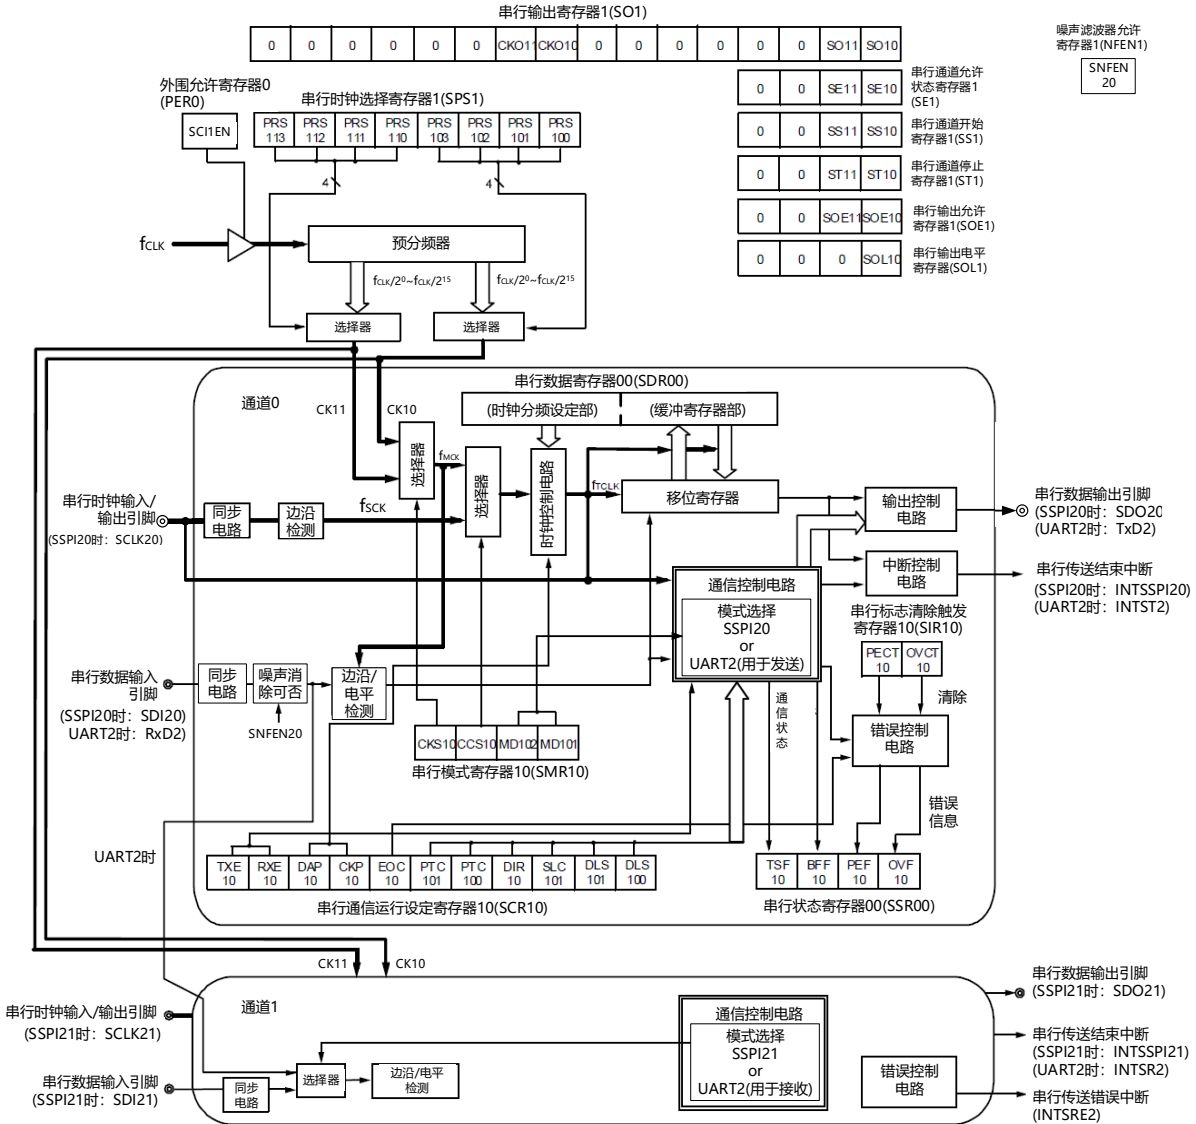 串行输出寄存器1(SO1)
0 0 0 0 0 0 CKO11 CKO10 0 0 0 0 0 0 SO11 SO10
噪声滤波器允许
寄存器1(NFEN1)
SNFEN
20
0 0 SE11 SE10
串行通道允许
状态寄存器1
(SE1)
0 0 SS11 SS10
串行通道开始
寄存器1(SS1)
0 0 ST11 ST10
串行通道停止
寄存器1(ST1)
0 0 SOE11 SOE10
串行输出允许
寄存器1(SOE1)
0 0 0 SOL10
串行输出电平
寄存器(SOL1)
外围允许寄存器0
(PER0)
SCI1EN
串行时钟选择寄存器1(SPS1)
PRS PRS PRS PRS PRS PRS PRS PRS
113 112 111 110 103 102 101 100
4 4
fCLK
预分频器
fCLK/2⁰~fCLK/2¹⁵ fCLK/2⁰~fCLK/2¹⁵
选择器 选择器
通道0
CK11 CK10
串行数据寄存器00(SDR00)
(时钟分频设定部) (缓冲寄存器部)
选择器
fMCK
选择器
时钟控制电路
fTCLK
移位寄存器
fSCK
串行时钟输入/
输出引脚
(SSPI20时：SCLK20)
同步
电路
边沿
检测
输出控制
电路
串行数据输出引脚
(SSPI20时：SDO20
(UART2时：TxD2)
中断控制
电路
串行传送结束中断
(SSPI20时：INTSSPI20)
(UART2时：INTST2)
通信控制电路
模式选择
SSPI20
or
UART2(用于发送)
串行标志清除触发
寄存器10(SIR10)
PECT OVCT
10 10
清除
错误控制
电路
错误
信息
通
信
状
态
串行数据输入
引脚
(SSPI20时：SDI20)
UART2时：RxD2)
同步
电路
噪声消
除可否
SNFEN20
边沿/
电平
检测
CKS10 CCS10 MD102 MD101
串行模式寄存器10(SMR10)
UART2时
TXE RXE DAP CKP EOC PTC PTC DIR SLC DLS DLS
10 10 10 10 10 101 100 10 101 101 100
串行通信运行设定寄存器10(SCR10)
TSF BFF PEF OVF
10 10 10 10
串行状态寄存器00(SSR00)
CK11 CK10
通道1
串行时钟输入/输出引脚
(SSPI21时：SCLK21)
串行数据输入引脚
(SSPI21时：SDI21)
同步
电路
选择器
边沿/电平
检测
通信控制电路
模式选择
SSPI21
or
UART2(用于接收)
错误控制
电路
串行数据输出引脚
(SSPI21时：SDO21)
串行传送结束中断
(SSPI21时：INTSSPI21)
(UART2时：INTSR2)
串行传送错误中断
(INTSRE2)